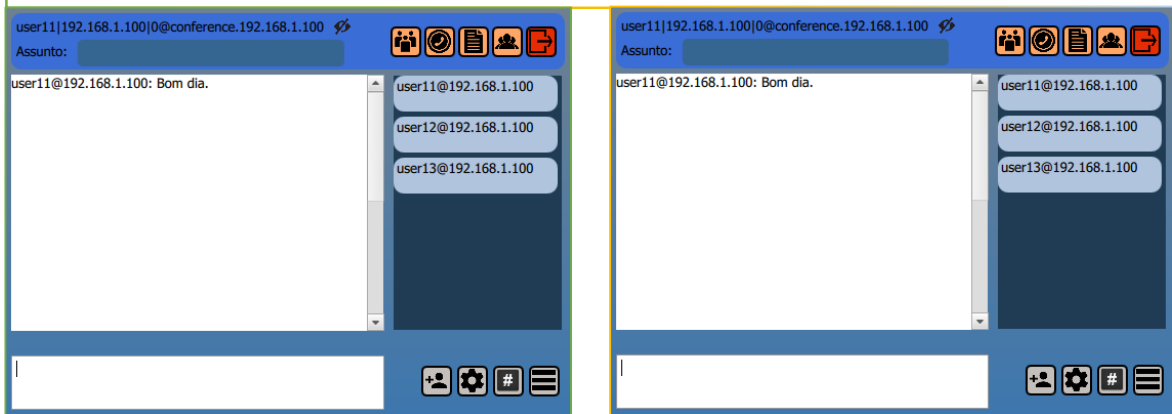 user11|192.168.1.100|0@conference.192.168.1.100
Assunto:
user11@192.168.1.100: Bom dia.
user11@192.168.1.100
user12@192.168.1.100
user13@192.168.1.100
#
user11|192.168.1.100|0@conference.192.168.1.100
Assunto:
user11@192.168.1.100: Bom dia.
user11@192.168.1.100
user12@192.168.1.100
user13@192.168.1.100
#